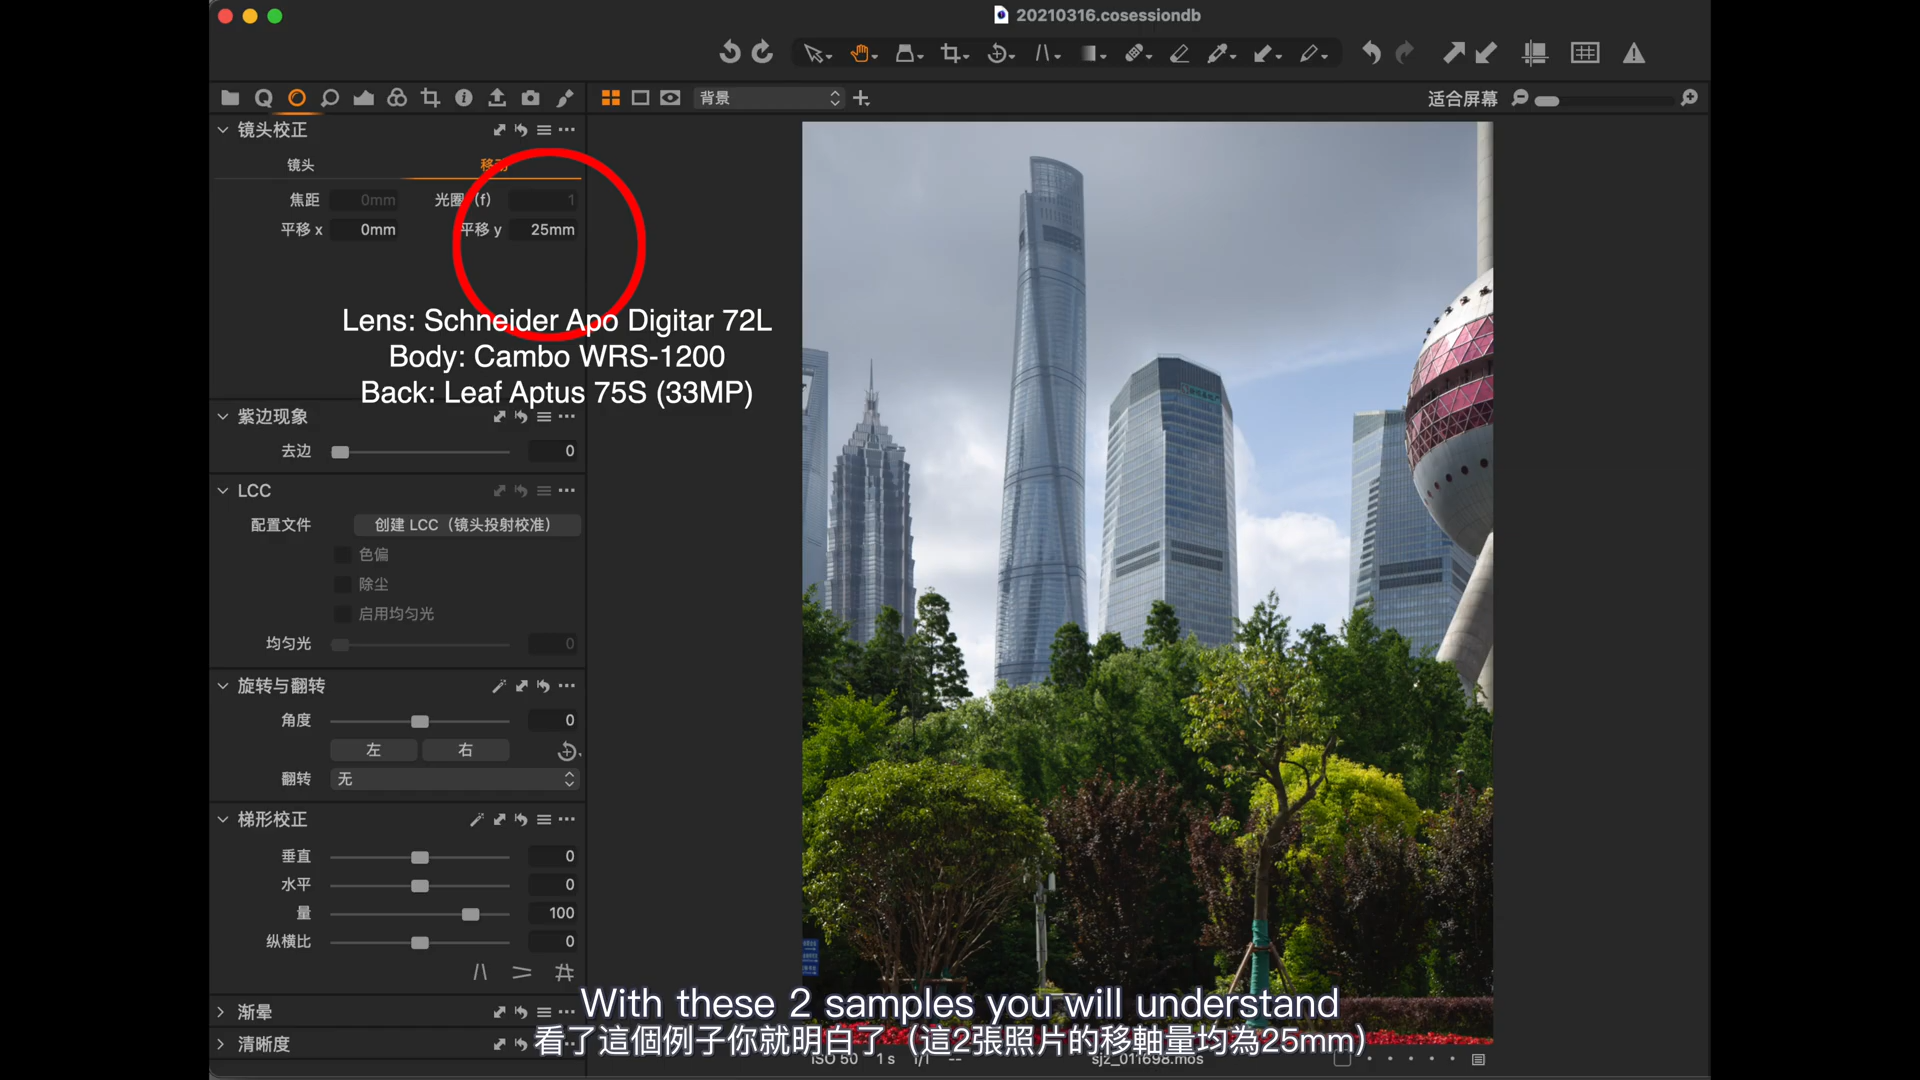 20210316.cosessiondb
背景
适合屏幕
镜头校正
镜头 移动
焦距 0mm 光圈 (f) 1
平移 x 0mm 平移 y 25mm
Lens: Schneider Apo Digitar 72L
Body: Cambo WRS-1200
Back: Leaf Aptus 75S (33MP)
紫边现象
去边 0
LCC
配置文件 创建 LCC（镜头投射校准）
色偏
除尘
启用均匀光
均匀光 0
旋转与翻转
角度 0
左 右
翻转 无
梯形校正
垂直 0
水平 0
量 100
纵横比 0
渐晕
清晰度
With these 2 samples you will understand
看了這個例子你就明白了（這2張照片的移軸量均為25mm）
ISO 50 1 s f/1 --
sjz_011698.mos